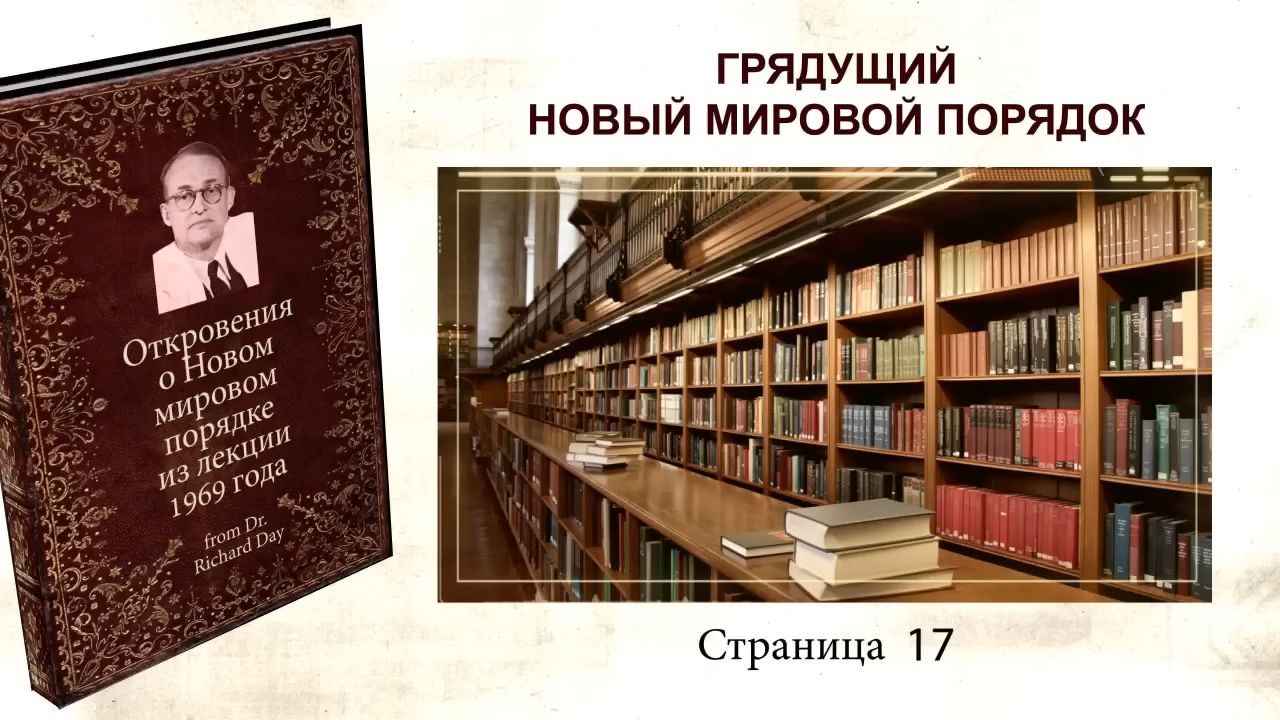 ГРЯДУЩИЙ
НОВЫЙ МИРОВОЙ ПОРЯДОК
Откровения
о Новом
мировом
порядке
из лекции
1969 года
from Dr.
Richard Day
Страница 17